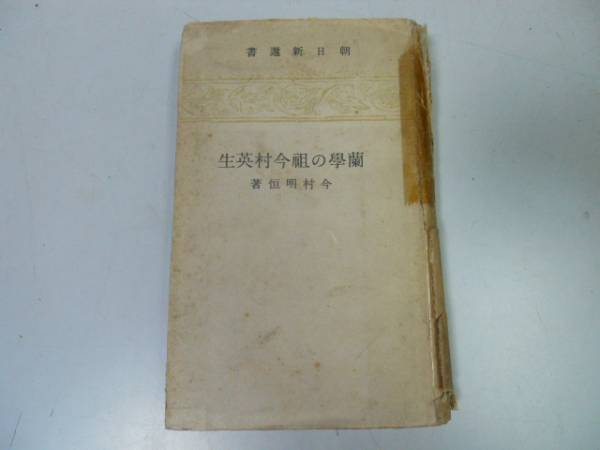 書選新日朝
生英村今祖の學蘭
著恒明村今